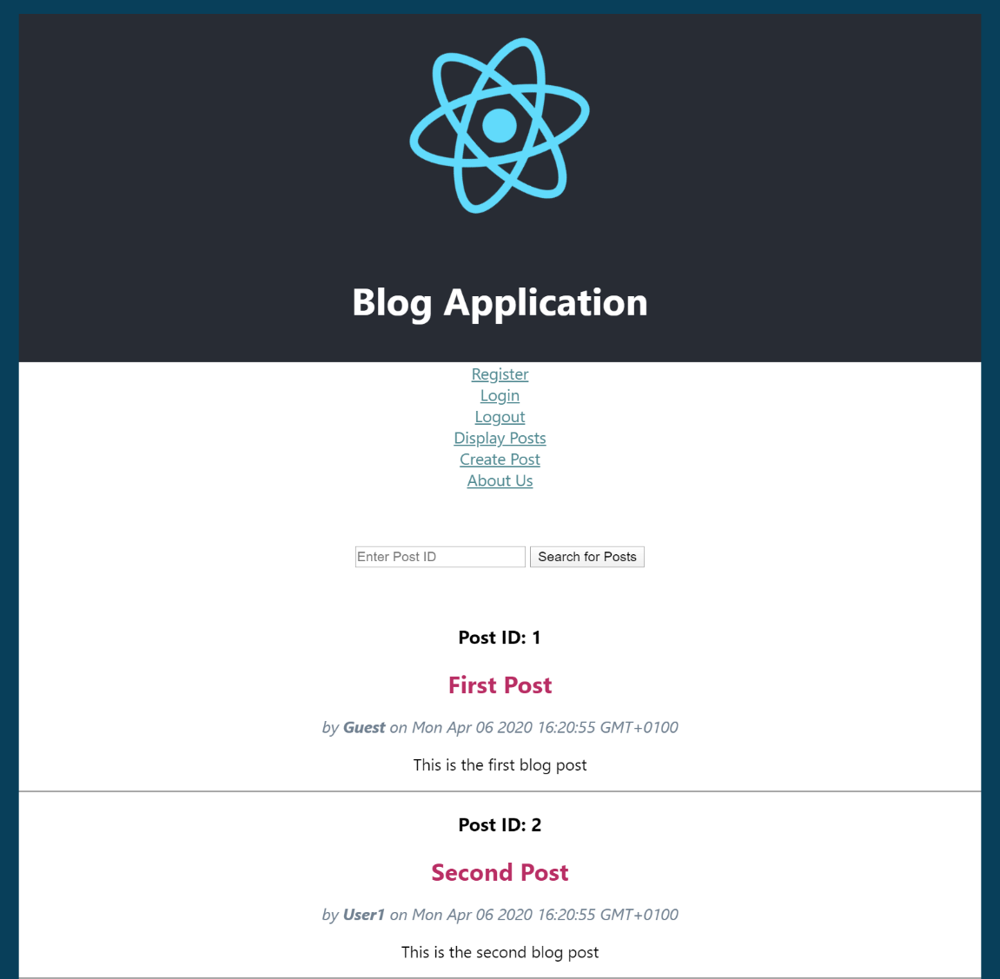 Blog Application
Register
Login
Logout
Display Posts
Create Post
About Us
Enter Post ID Search for Posts
Post ID: 1
First Post
by Guest on Mon Apr 06 2020 16:20:55 GMT+0100
This is the first blog post
Post ID: 2
Second Post
by User1 on Mon Apr 06 2020 16:20:55 GMT+0100
This is the second blog post